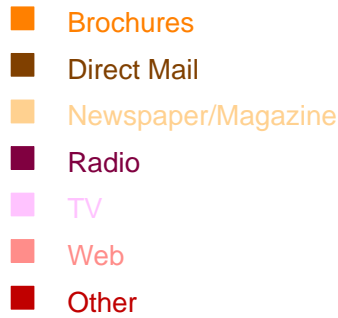 Brochures
Direct Mail
Newspaper/Magazine
Radio
TV
Web
Other